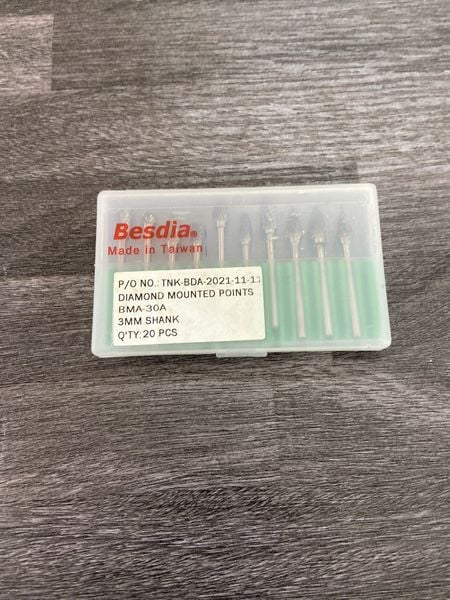 Besdia®
Made in Taiwan
P/O NO.: TNK-BDA-2021-11-11
DIAMOND MOUNTED POINTS
BMA-30A
3MM SHANK
Q'TY: 20 PCS